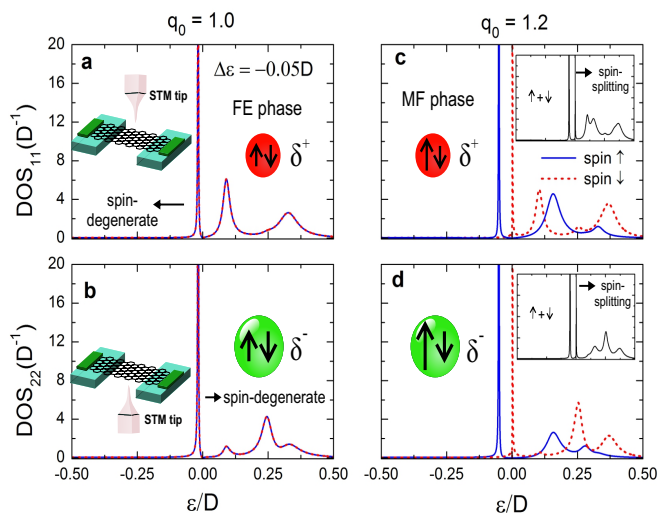 q₀ = 1.0
q₀ = 1.2
a
Δε = −0.05D
STM tip
FE phase
δ⁺
spin-
degenerate
DOS₁₁(D⁻¹)
20
16
12
8
4
0
c
MF phase
δ⁺
↑+↓
spin-
splitting
spin ↑
spin ↓
b
δ⁻
STM tip
spin-degenerate
DOS₂₂(D⁻¹)
20
16
12
8
4
0
-0.50
-0.25
0.00
0.25
0.50
ε/D
d
δ⁻
↑+↓
spin-
splitting
-0.50
-0.25
0.00
0.25
0.50
ε/D